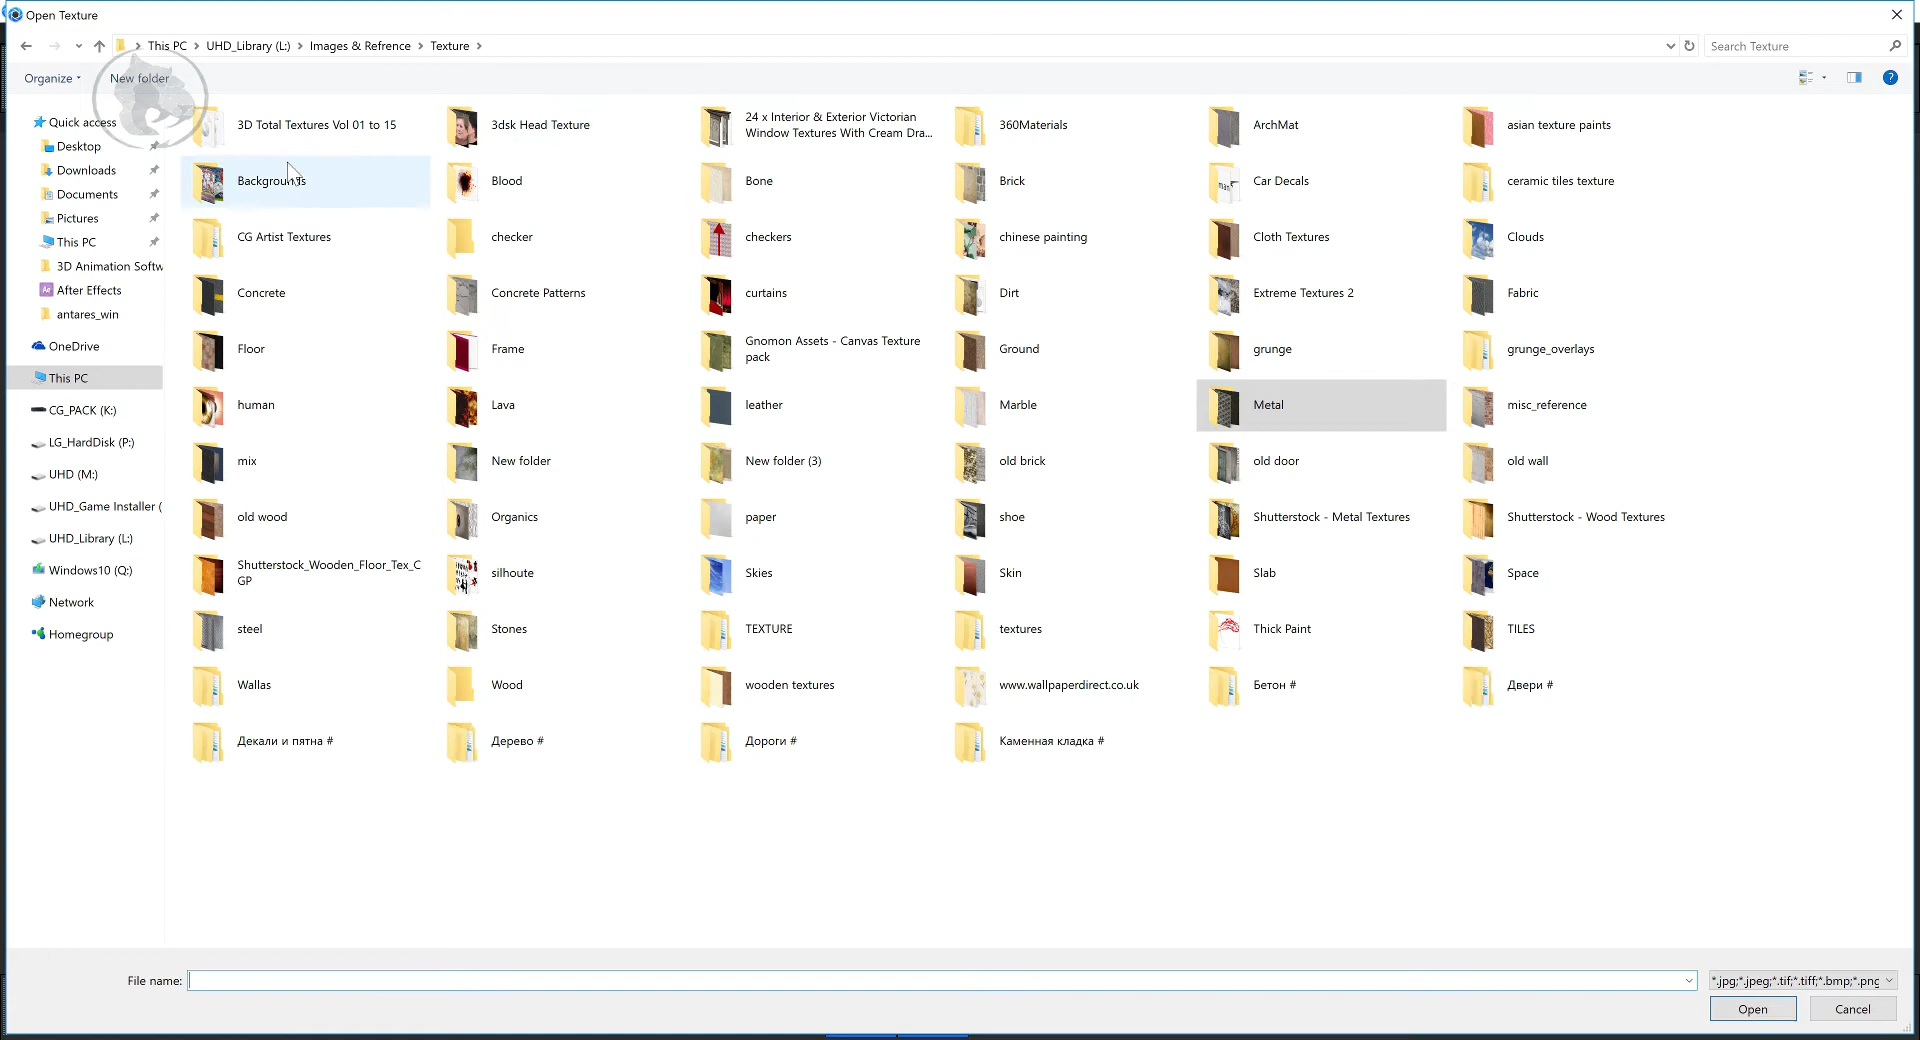 Open Texture
This PC > UHD_Library (L:) > Images & Refrence > Texture >
Search Texture
Organize
New folder
Quick access
Desktop
Downloads
Documents
Pictures
This PC
3D Animation Softw
After Effects
antares_win
OneDrive
This PC
CG_PACK (K:)
LG_HardDisk (P:)
UHD (M:)
UHD_Game Installer (
UHD_Library (L:)
Windows10 (Q:)
Network
Homegroup
3D Total Textures Vol 01 to 15
3dsk Head Texture
24 x Interior & Exterior Victorian
Window Textures With Cream Dra...
360Materials
ArchMat
asian texture paints
Backgrounds
Blood
Bone
Brick
Car Decals
ceramic tiles texture
CG Artist Textures
checker
checkers
chinese painting
Cloth Textures
Clouds
Concrete
Concrete Patterns
curtains
Dirt
Extreme Textures 2
Fabric
Floor
Frame
Gnomon Assets - Canvas Texture
pack
Ground
grunge
grunge_overlays
human
Lava
leather
Marble
Metal
misc_reference
mix
New folder
New folder (3)
old brick
old door
old wall
old wood
Organics
paper
shoe
Shutterstock - Metal Textures
Shutterstock - Wood Textures
Shutterstock_Wooden_Floor_Tex_C
GP
silhoute
Skies
Skin
Slab
Space
steel
Stones
TEXTURE
textures
Thick Paint
TILES
Wallas
Wood
wooden textures
www.wallpaperdirect.co.uk
Бетон #
Двери #
Декали и пятна #
Дерево #
Дороги #
Каменная кладка #
File name:
*.jpg;*.jpeg;*.tif;*.tiff;*.bmp;*.png
Open
Cancel